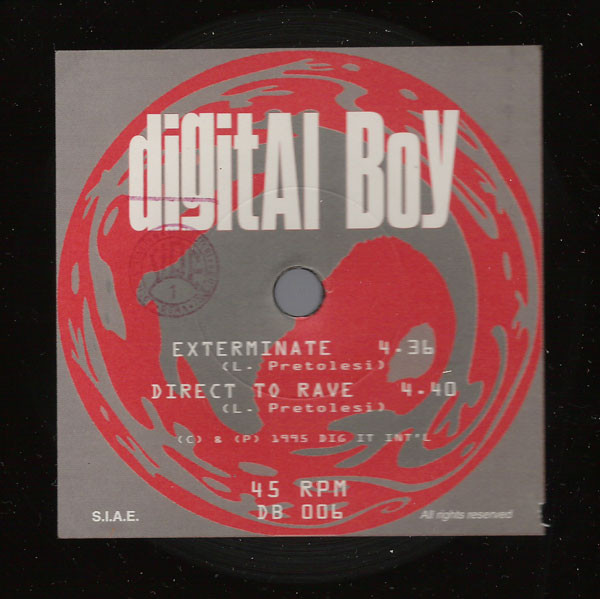 digitAl BoY
EXTERMINATE 4.36
(L. Pretolesi)
DIRECT TO RAVE 4.40
(L. Pretolesi)
(C) & (P) 1995 DIG IT INT'L
45 RPM
DB 006
S.I.A.E.
All rights reserved